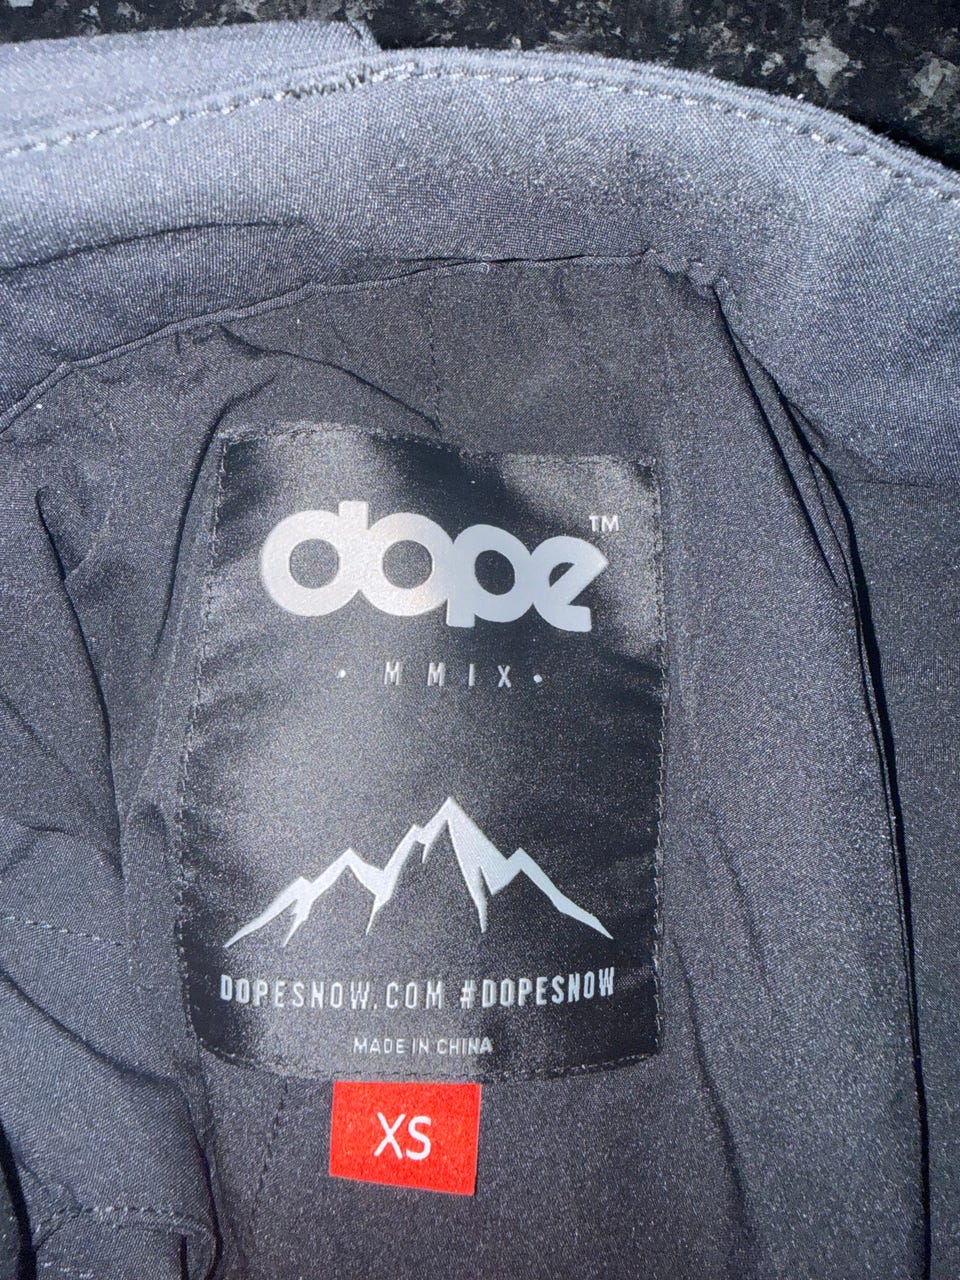 dope™
· MMIX ·
DOPESNOW.COM #DOPESNOW
MADE IN CHINA
XS